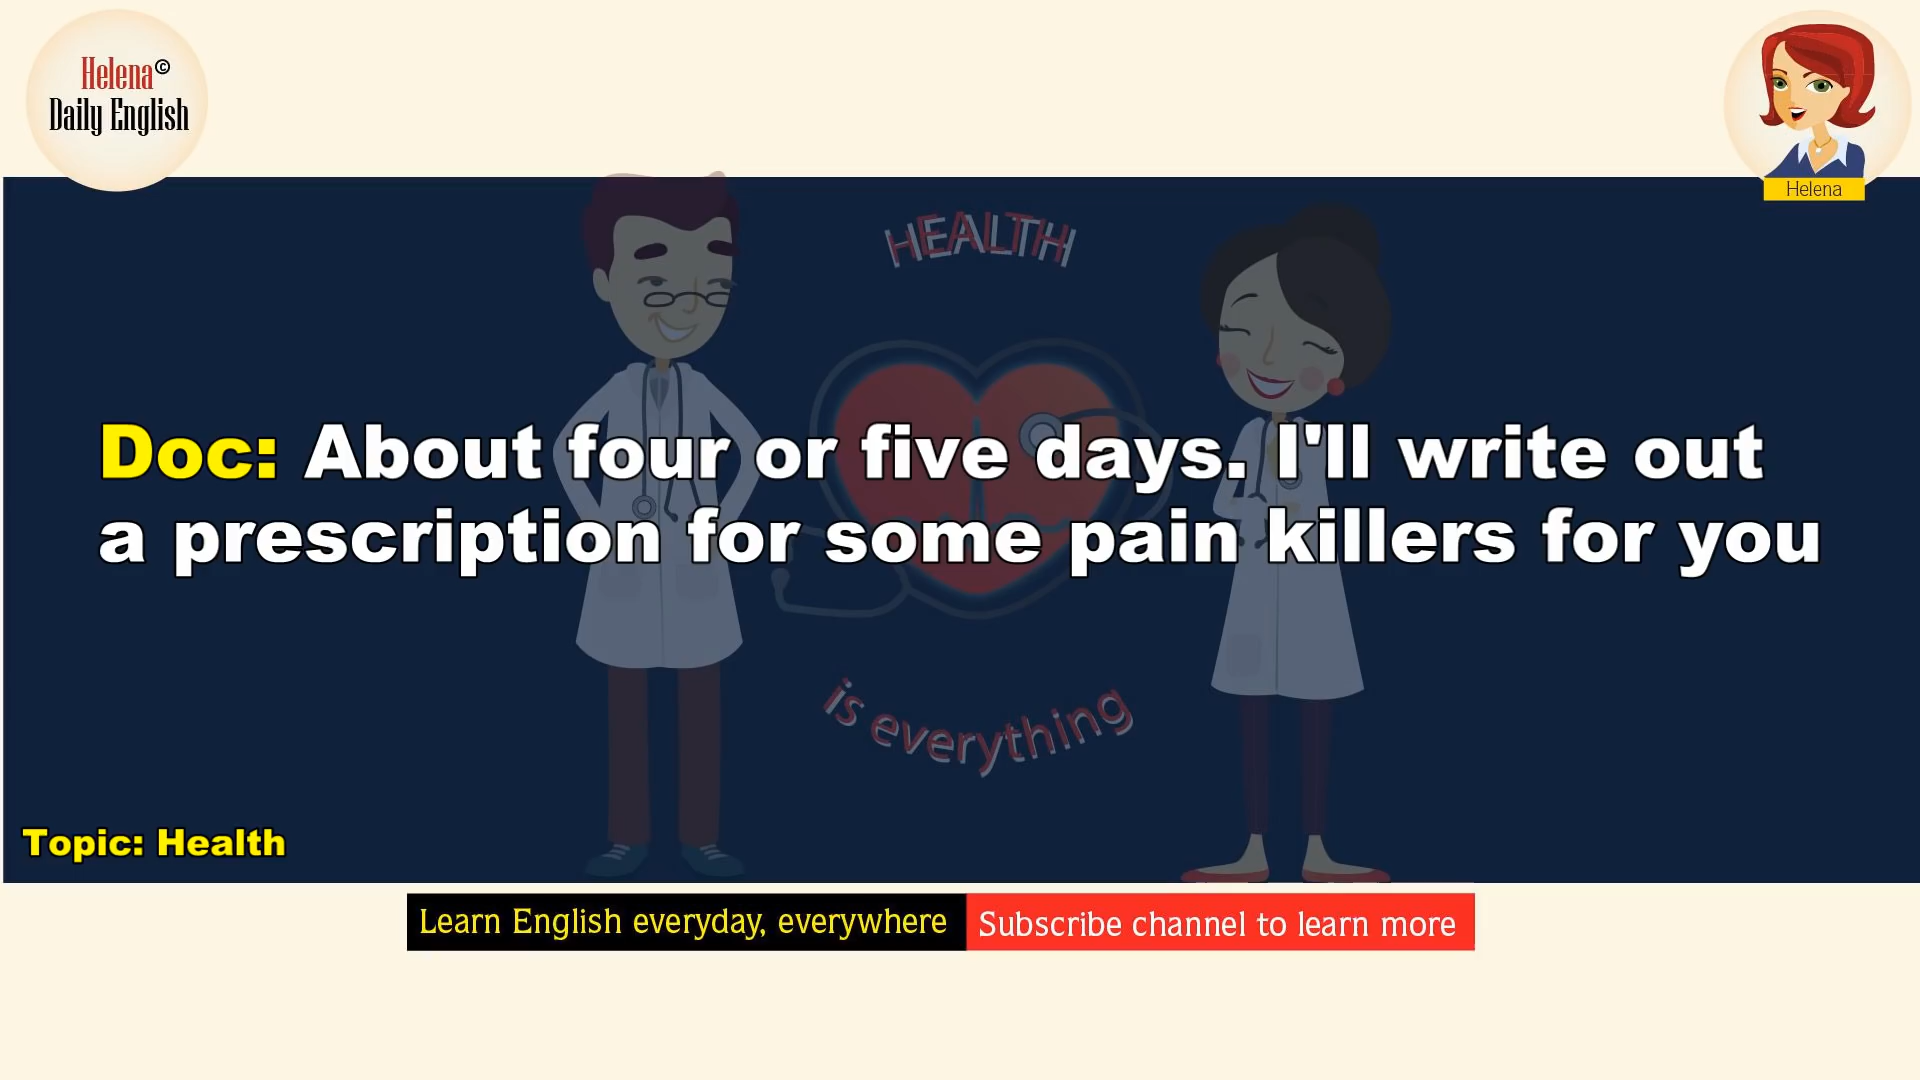 Helena©
Daily English
Helena
HEALTH
Doc: About four or five days. I'll write out
a prescription for some pain killers for you
is everything
Topic: Health
Learn English everyday, everywhere
Subscribe channel to learn more